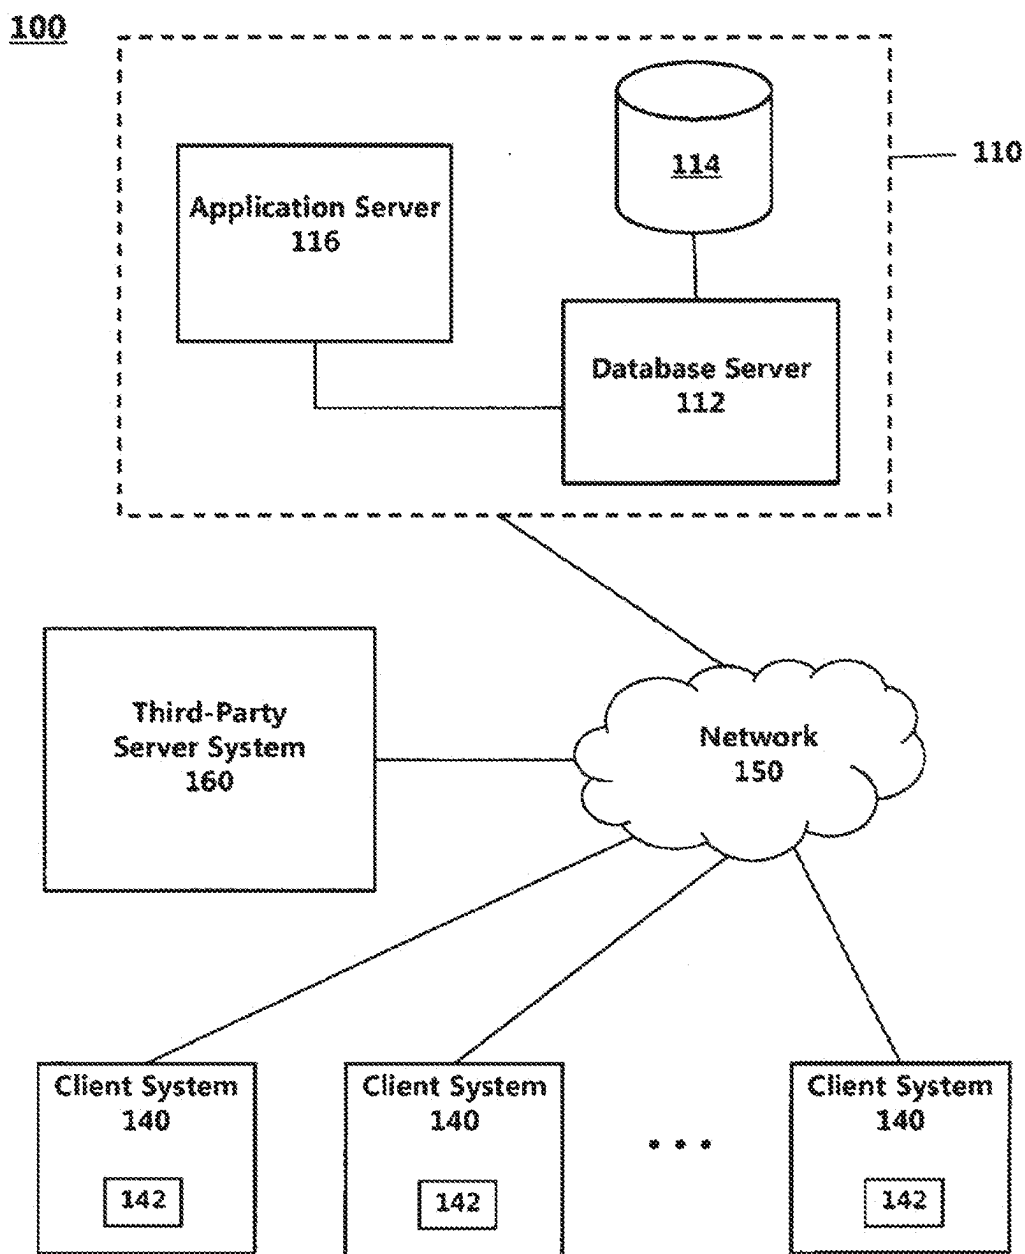 100
110
114
Application Server
116
Database Server
112
Third-Party
Server System
160
Network
150
Client System
140
142
Client System
140
142
• • •
Client System
140
142